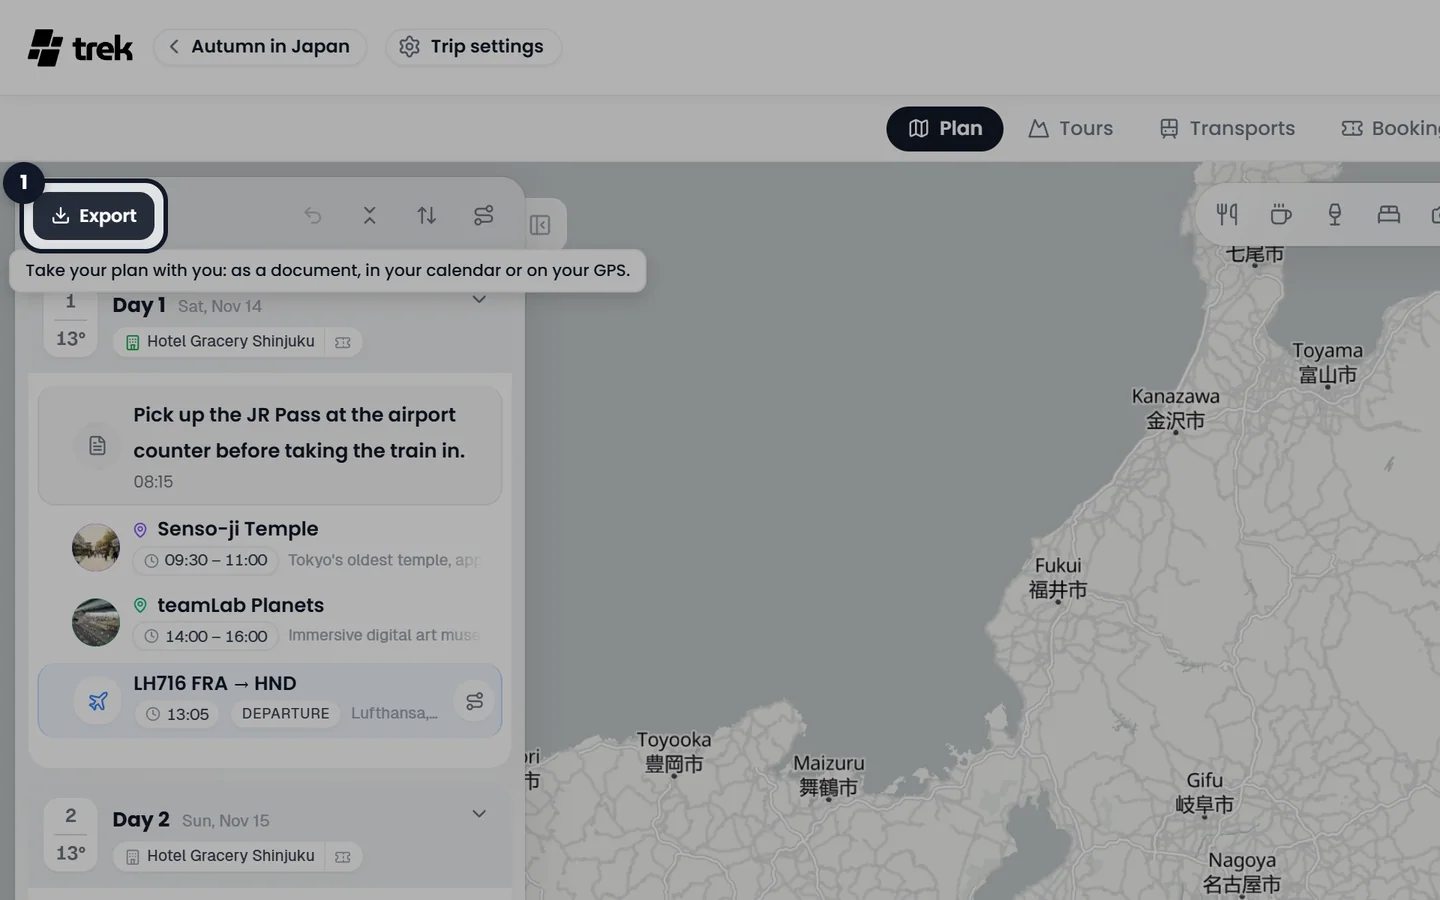 trek
Autumn in Japan
Trip settings
Plan
Tours
Transports
1
Export
Take your plan with you: as a document, in your calendar or on your GPS.
1
13°
Day 1 Sat, Nov 14
Hotel Gracery Shinjuku
Pick up the JR Pass at the airport
counter before taking the train in.
08:15
Senso-ji Temple
09:30 – 11:00 Tokyo's oldest temple, app
teamLab Planets
14:00 – 16:00 Immersive digital art muse
LH716 FRA → HND
13:05 DEPARTURE Lufthansa,…
2
13°
Day 2 Sun, Nov 15
Hotel Gracery Shinjuku
七尾市
Toyama
富山市
Kanazawa
金沢市
Fukui
福井市
Toyooka
豊岡市
Maizuru
舞鶴市
Gifu
岐阜市
Nagoya
名古屋市